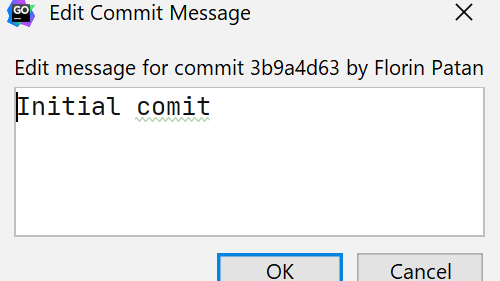 GO
Edit Commit Message
Edit message for commit 3b9a4d63 by Florin Patan
Initial comit
OK
Cancel